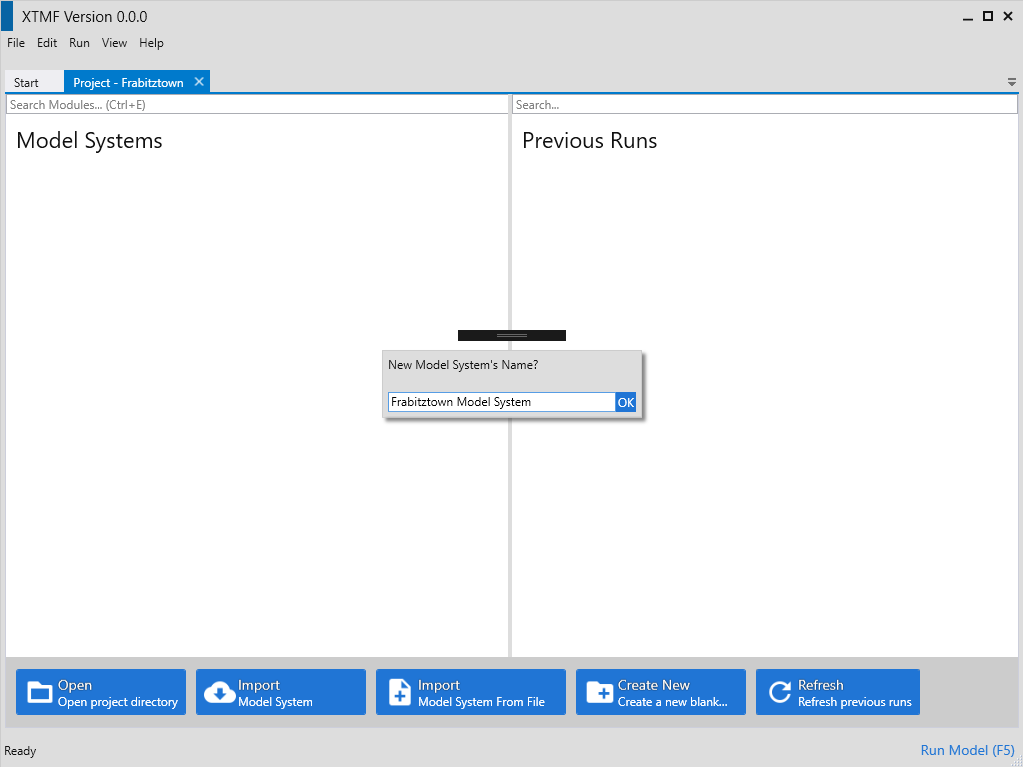 XTMF Version 0.0.0
File Edit Run View Help
Start Project - Frabitztown
Search Modules... (Ctrl+E) Search...
Model Systems Previous Runs
New Model System's Name?
Frabitztown Model System OK
Open Import Import Create New Refresh
Open project directory Model System Model System From File Create a new blank... Refresh previous runs
Ready Run Model (F5)